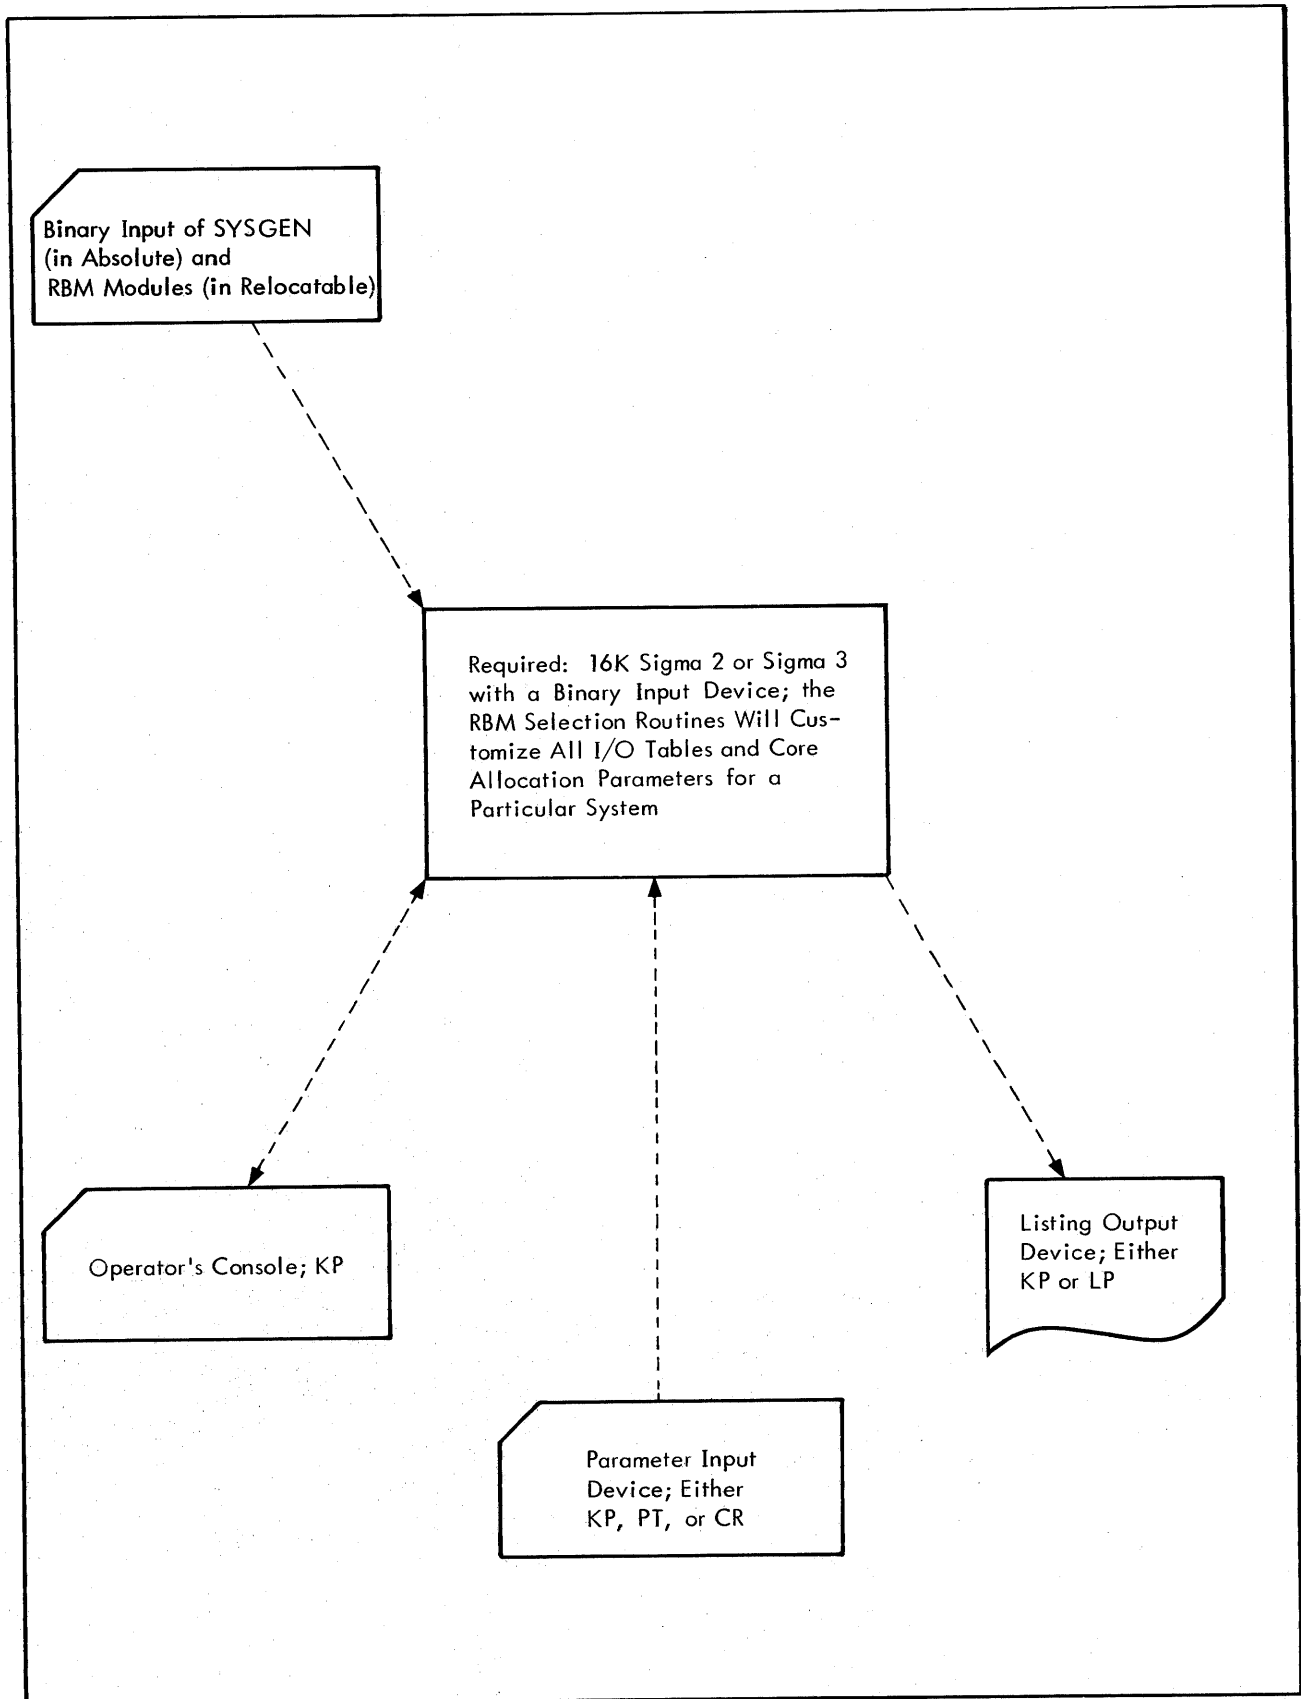 Binary Input of SYSGEN
(in Absolute) and
RBM Modules (in Relocatable)
Required: 16K Sigma 2 or Sigma 3
with a Binary Input Device; the
RBM Selection Routines Will Cus-
tomize All I/O Tables and Core
Allocation Parameters for a
Particular System
Operator's Console; KP
Listing Output
Device; Either
KP or LP
Parameter Input
Device; Either
KP, PT, or CR